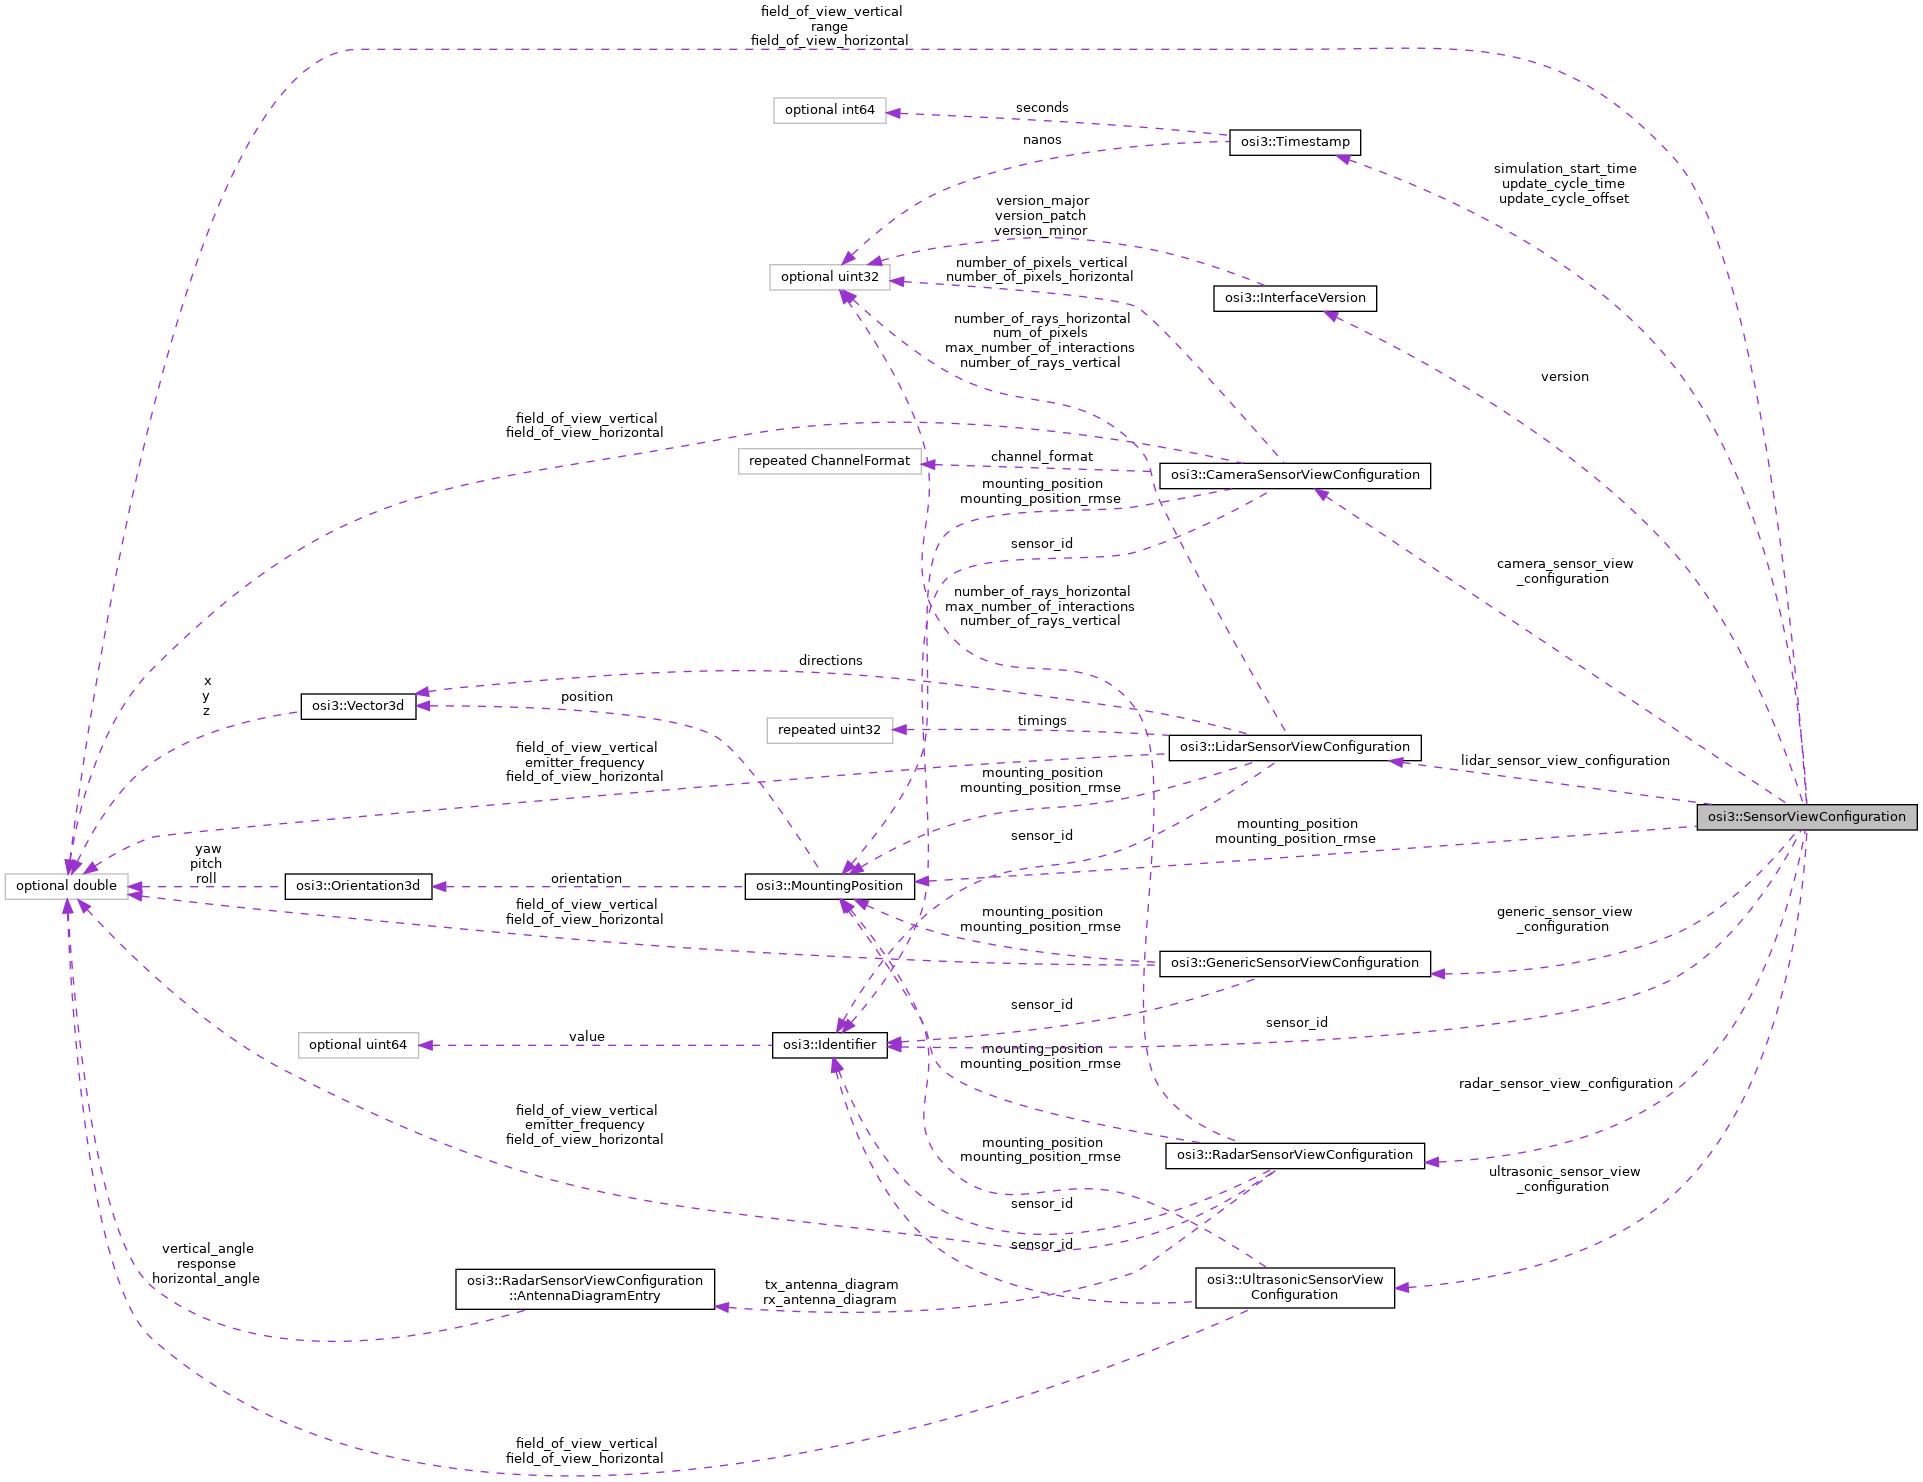 field_of_view_vertical
range
field_of_view_horizontal
optional int64
seconds
nanos
osi3::Timestamp
simulation_start_time
update_cycle_time
update_cycle_offset
version_major
version_patch
version_minor
optional uint32
number_of_pixels_vertical
number_of_pixels_horizontal
osi3::InterfaceVersion
number_of_rays_horizontal
num_of_pixels
max_number_of_interactions
number_of_rays_vertical
version
field_of_view_vertical
field_of_view_horizontal
repeated ChannelFormat
channel_format
osi3::CameraSensorViewConfiguration
mounting_position
mounting_position_rmse
sensor_id
camera_sensor_view
_configuration
number_of_rays_horizontal
max_number_of_interactions
number_of_rays_vertical
directions
x
y
z
osi3::Vector3d
position
repeated uint32
timings
osi3::LidarSensorViewConfiguration
lidar_sensor_view_configuration
field_of_view_vertical
emitter_frequency
field_of_view_horizontal
mounting_position
mounting_position_rmse
osi3::SensorViewConfiguration
sensor_id
mounting_position
mounting_position_rmse
yaw
pitch
roll
optional double
osi3::Orientation3d
orientation
osi3::MountingPosition
field_of_view_vertical
field_of_view_horizontal
mounting_position
mounting_position_rmse
generic_sensor_view
_configuration
osi3::GenericSensorViewConfiguration
sensor_id
sensor_id
optional uint64
value
osi3::Identifier
mounting_position
mounting_position_rmse
radar_sensor_view_configuration
field_of_view_vertical
emitter_frequency
field_of_view_horizontal
mounting_position
mounting_position_rmse
osi3::RadarSensorViewConfiguration
ultrasonic_sensor_view
_configuration
sensor_id
sensor_id
vertical_angle
response
horizontal_angle
osi3::RadarSensorViewConfiguration
::AntennaDiagramEntry
tx_antenna_diagram
rx_antenna_diagram
osi3::UltrasonicSensorView
Configuration
field_of_view_vertical
field_of_view_horizontal